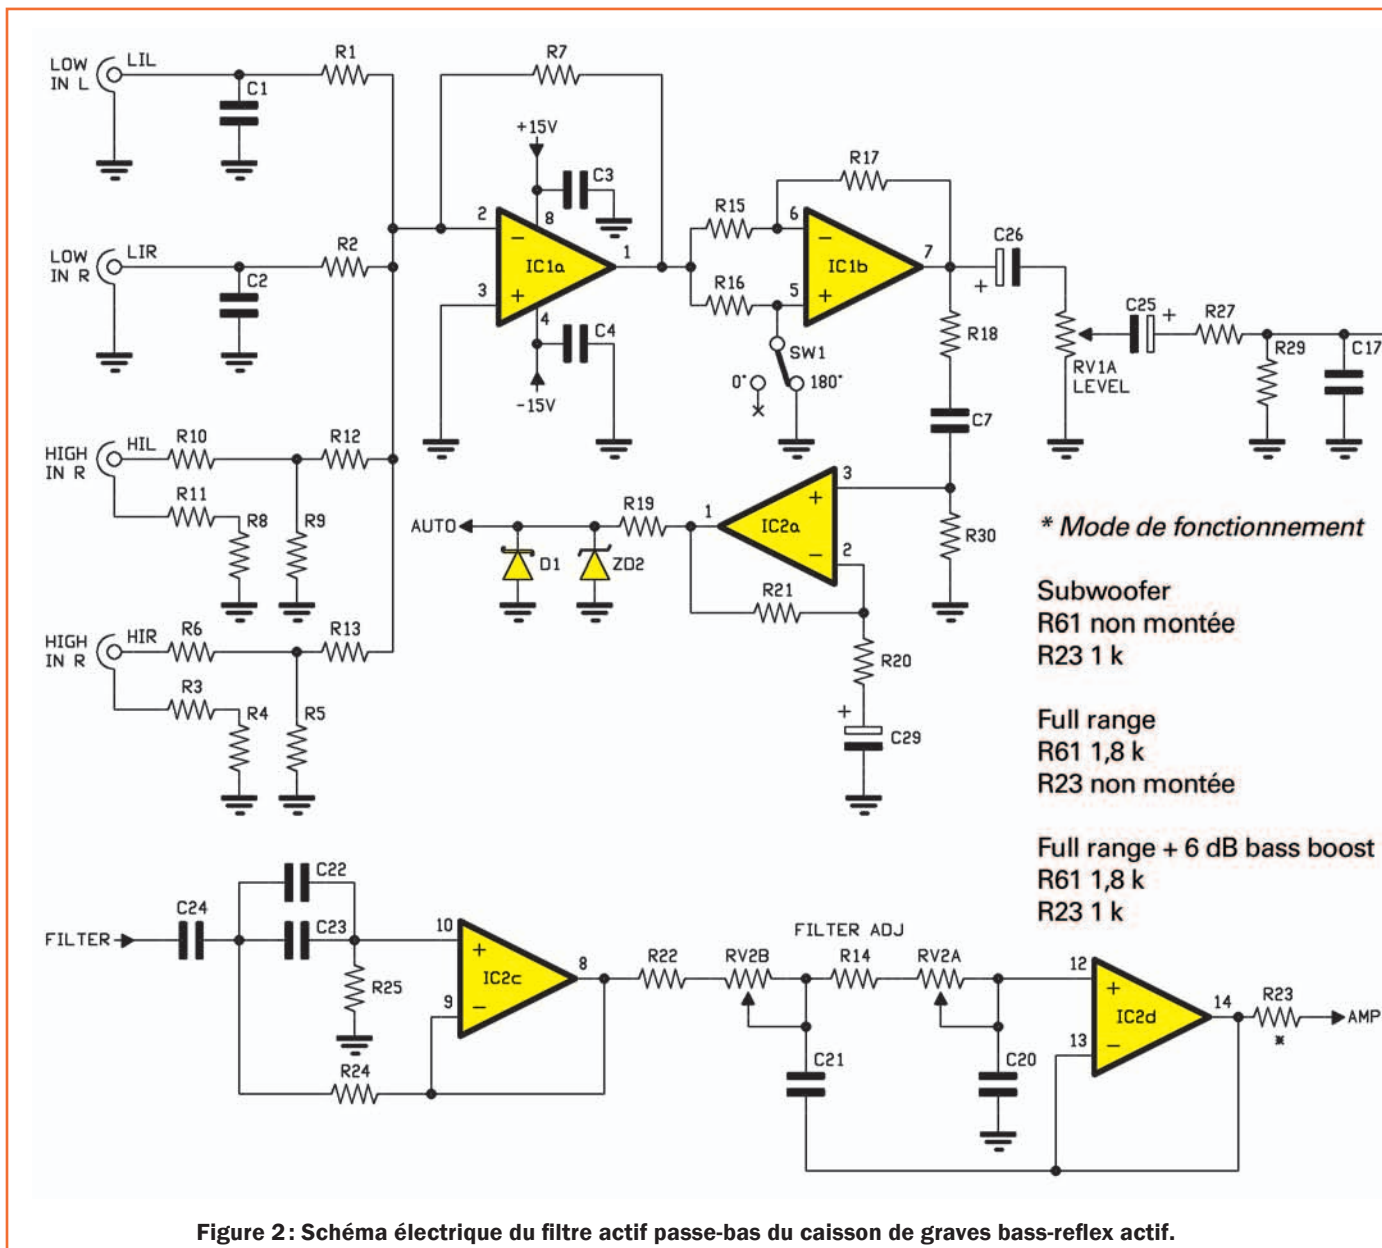 LOW
IN L
LIL
R1
C1
R7
+15V
C3
8
2
−
IC1a
1
3
+
4
C4
-15V
LOW
IN R
LIR
R2
C2
R15
R16
R17
6
−
IC1b
7
5
+
SW1
0°
180°
C26
+
R18
RV1A
LEVEL
C25
+
R27
R29
C17
C7
HIGH
IN R
HIL
R10
R12
R11
R8
R9
HIGH
IN R
HIR
R6
R13
R3
R4
R5
AUTO
D1
ZD2
R19
1
IC2a
3
+
−
2
R30
R21
R20
+
C29
* Mode de fonctionnement
Subwoofer
R61 non montée
R23 1 k
Full range
R61 1,8 k
R23 non montée
Full range + 6 dB bass boost
R61 1,8 k
R23 1 k
FILTER
C24
C22
C23
R25
R24
10
+
IC2c
8
9
−
FILTER ADJ
R22
RV2B
R14
RV2A
C21
C20
12
+
IC2d
14
13
−
R23
*
AMP
Figure 2: Schéma électrique du filtre actif passe-bas du caisson de graves bass-reflex actif.